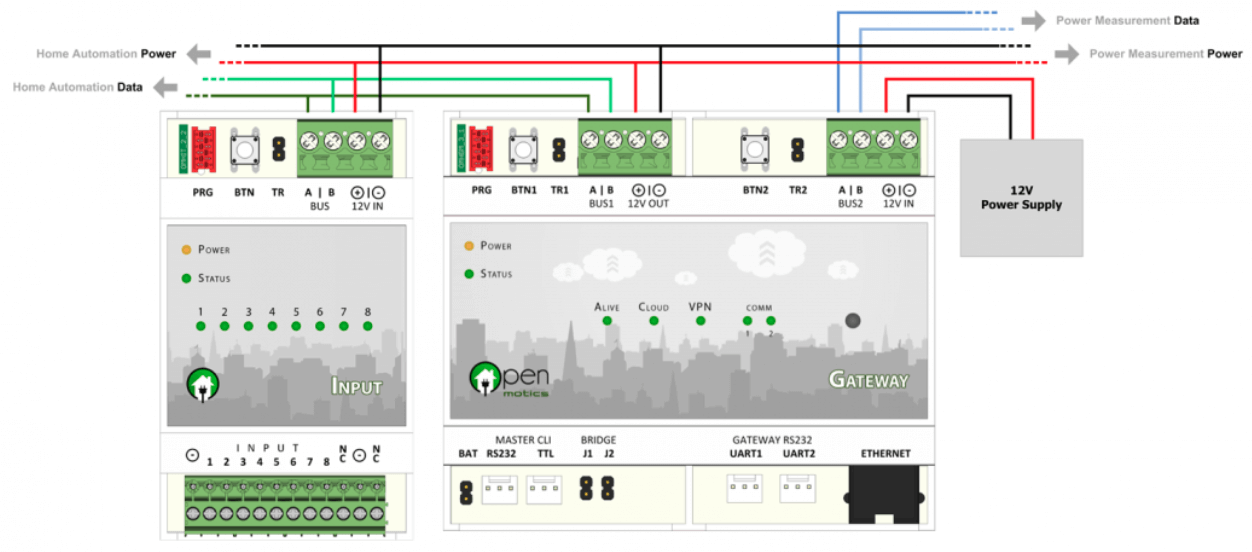 Power Measurement Data
Home Automation Power
Power Measurement Power
Home Automation Data
PRG BTN TR A | B ⊕|⊖
BUS 12V IN
PRG BTN1 TR1 A | B ⊕|⊖
BUS1 12V OUT
BTN2 TR2 A | B ⊕|⊖
BUS2 12V IN
12V
Power Supply
POWER
STATUS
1 2 3 4 5 6 7 8
INPUT
POWER
STATUS
ALIVE CLOUD VPN COMM
1 2
Open
motics
GATEWAY
INPUT
⊖ 1 2 3 4 5 6 7 8 NC ⊖ NC
MASTER CLI BRIDGE
BAT RS232 TTL J1 J2
GATEWAY RS232
UART1 UART2 ETHERNET